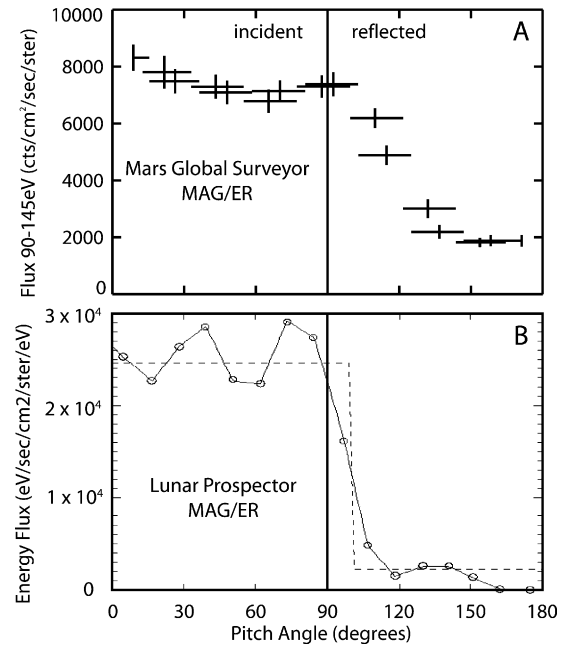 incident reflected A
8000
6000
4000
2000
0
Flux 90-145eV (cts/cm²/sec/ster)
Mars Global Surveyor
MAG/ER
B
3 x 10⁴
2 x 10⁴
1 x 10⁴
0
Energy Flux (eV/sec/cm2/ster/eV)
Lunar Prospector
MAG/ER
0 30 60 90 120 150 180
Pitch Angle (degrees)